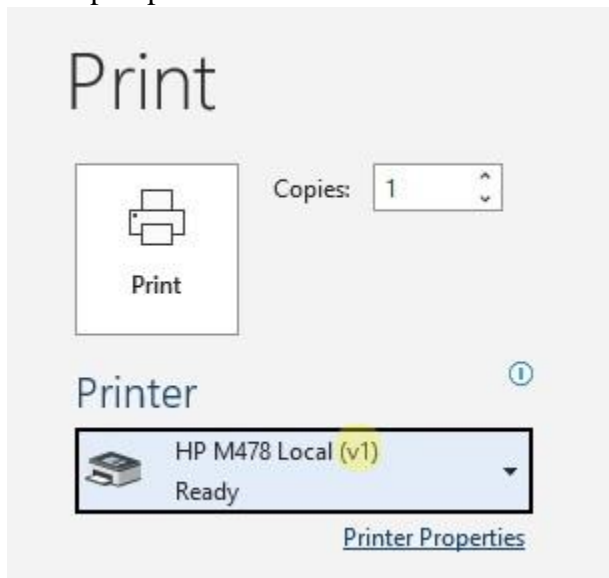 Print
Copies: 1
Print
Printer
HP M478 Local (v1)
Ready
Printer Properties